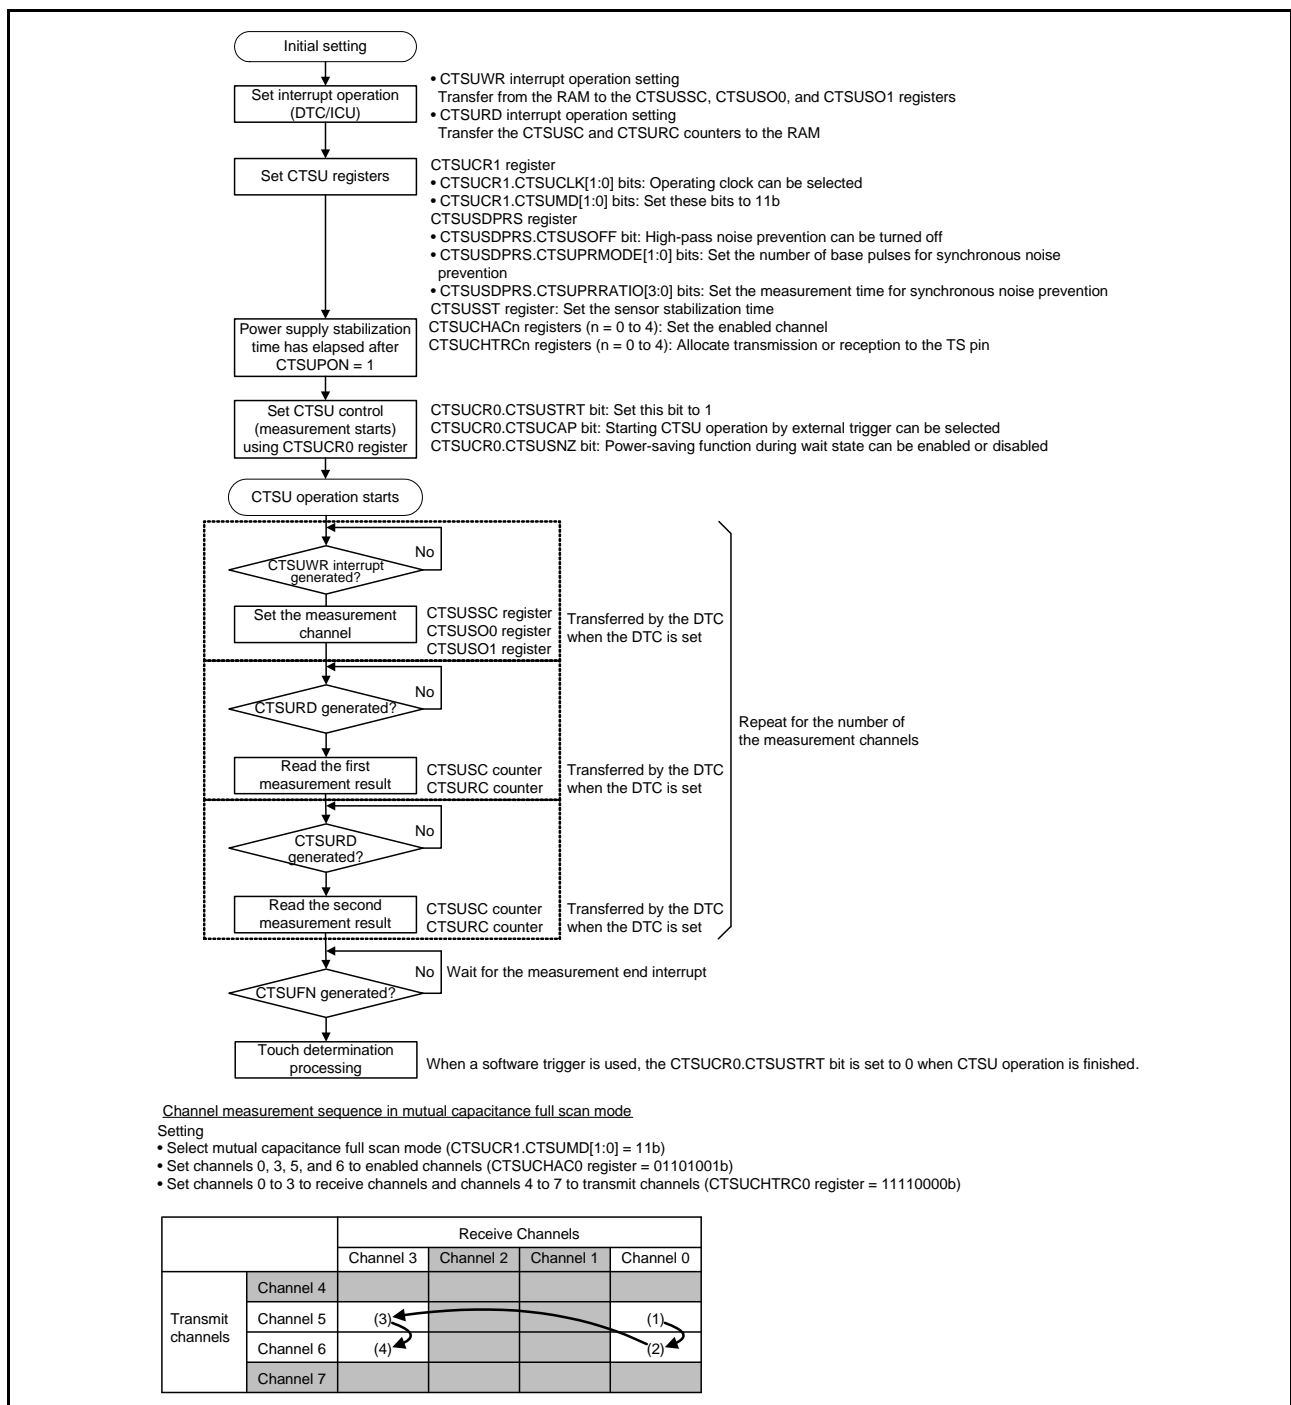 Initial setting
Set interrupt operation
(DTC/ICU)
• CTSUWR interrupt operation setting
Transfer from the RAM to the CTSUSSC, CTSUSO0, and CTSUSO1 registers
• CTSURD interrupt operation setting
Transfer the CTSUSC and CTSURC counters to the RAM
Set CTSU registers
CTSUCR1 register
• CTSUCR1.CTSUCLK[1:0] bits: Operating clock can be selected
• CTSUCR1.CTSUMD[1:0] bits: Set these bits to 11b
CTSUSDPRS register
• CTSUSDPRS.CTSUSOFF bit: High-pass noise prevention can be turned off
• CTSUSDPRS.CTSUPRMODE[1:0] bits: Set the number of base pulses for synchronous noise
prevention
• CTSUSDPRS.CTSUPRRATIO[3:0] bits: Set the measurement time for synchronous noise prevention
CTSUSST register: Set the sensor stabilization time
CTSUCHACn registers (n = 0 to 4): Set the enabled channel
CTSUCHTRCn registers (n = 0 to 4): Allocate transmission or reception to the TS pin
Power supply stabilization
time has elapsed after
CTSUPON = 1
Set CTSU control
(measurement starts)
using CTSUCR0 register
CTSUCR0.CTSUSTRT bit: Set this bit to 1
CTSUCR0.CTSUCAP bit: Starting CTSU operation by external trigger can be selected
CTSUCR0.CTSUSNZ bit: Power-saving function during wait state can be enabled or disabled
CTSU operation starts
No
CTSUWR interrupt
generated?
Set the measurement
channel
CTSUSSC register
CTSUSO0 register
CTSUSO1 register
Transferred by the DTC
when the DTC is set
No
CTSURD generated?
Repeat for the number of
the measurement channels
Read the first
measurement result
CTSUSC counter
CTSURC counter
Transferred by the DTC
when the DTC is set
No
CTSURD
generated?
Read the second
measurement result
CTSUSC counter
CTSURC counter
Transferred by the DTC
when the DTC is set
No
Wait for the measurement end interrupt
CTSUFN generated?
Touch determination
processing
When a software trigger is used, the CTSUCR0.CTSUSTRT bit is set to 0 when CTSU operation is finished.
Channel measurement sequence in mutual capacitance full scan mode
Setting
• Select mutual capacitance full scan mode (CTSUCR1.CTSUMD[1:0] = 11b)
• Set channels 0, 3, 5, and 6 to enabled channels (CTSUCHAC0 register = 01101001b)
• Set channels 0 to 3 to receive channels and channels 4 to 7 to transmit channels (CTSUCHTRC0 register = 11110000b)
Receive Channels
Channel 3 Channel 2 Channel 1 Channel 0
Transmit
channels
Channel 4
Channel 5 (3) (1)
Channel 6 (4) (2)
Channel 7